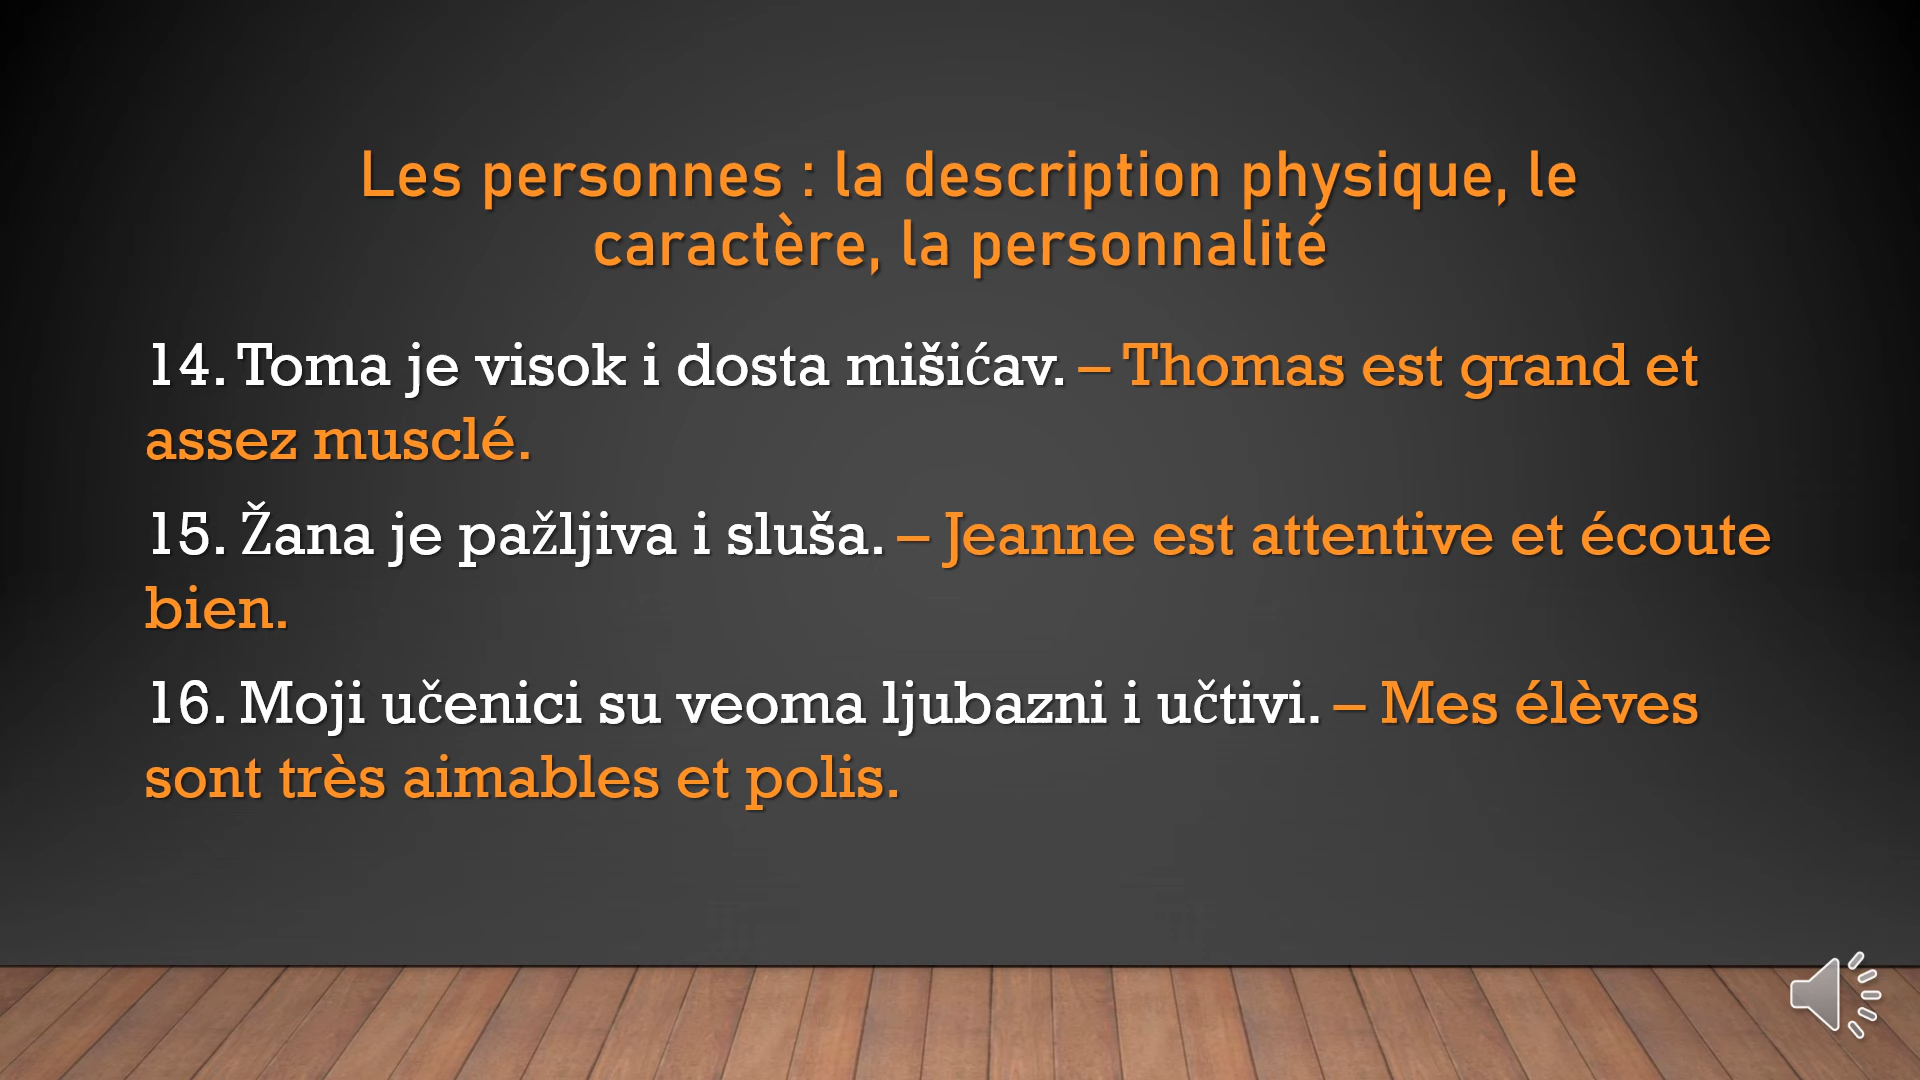 Les personnes : la description physique, le
caractère, la personnalité
14. Toma je visok i dosta mišićav. – Thomas est grand et
assez musclé.
15. Žana je pažljiva i sluša. – Jeanne est attentive et écoute
bien.
16. Moji učenici su veoma ljubazni i učtivi. – Mes élèves
sont très aimables et polis.